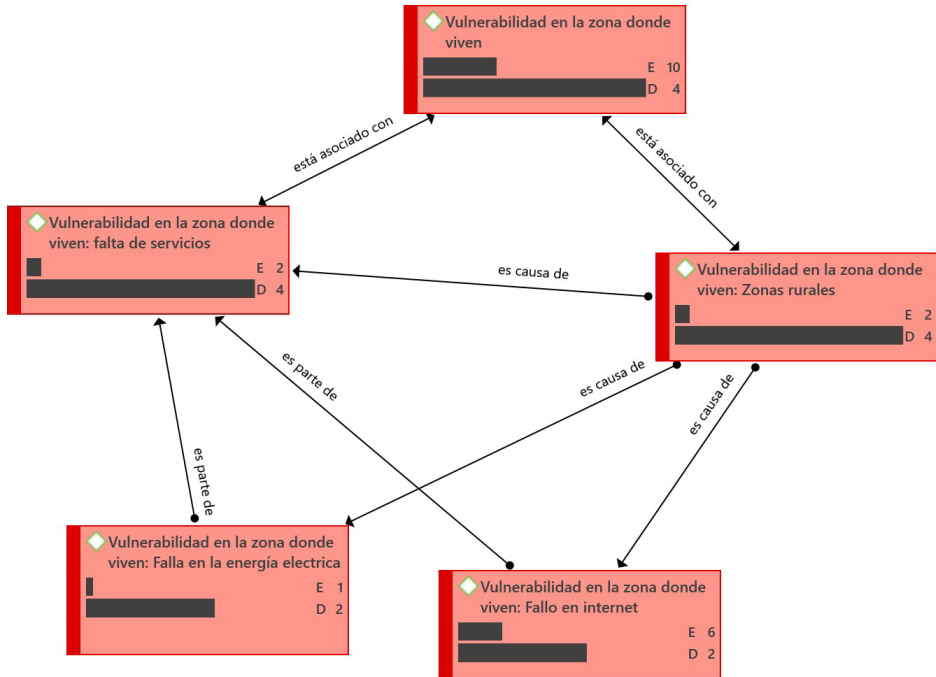 Vulnerabilidad en la zona donde
viven
E 10
D 4
está asociado con
está asociado con
Vulnerabilidad en la zona donde
viven: falta de servicios
E 2
D 4
es causa de
Vulnerabilidad en la zona donde
viven: Zonas rurales
E 2
D 4
es parte de
es causa de
es causa de
es parte de
Vulnerabilidad en la zona donde
viven: Falla en la energía electrica
E 1
D 2
Vulnerabilidad en la zona donde
viven: Fallo en internet
E 6
D 2